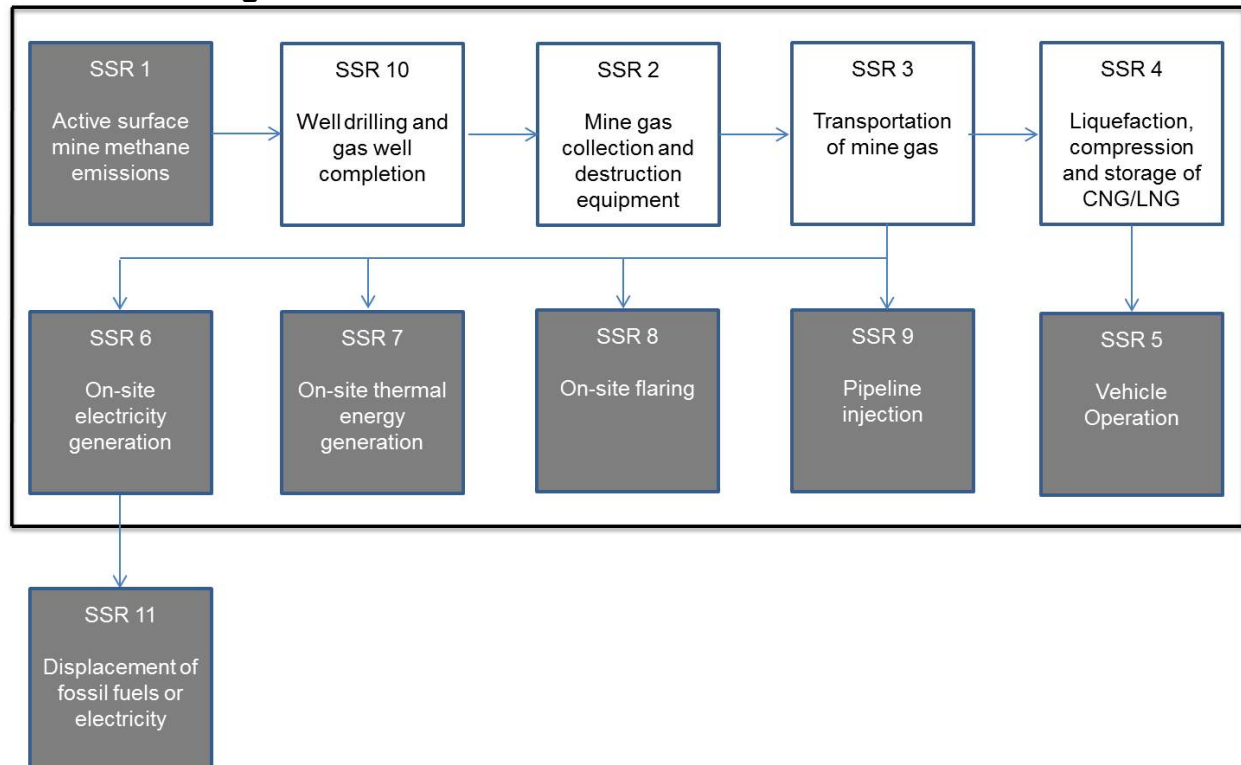 SSR 1
Active surface
mine methane
emissions
SSR 10
Well drilling and
gas well
completion
SSR 2
Mine gas
collection and
destruction
equipment
SSR 3
Transportation
of mine gas
SSR 4
Liquefaction,
compression
and storage of
CNG/LNG
SSR 6
On-site
electricity
generation
SSR 7
On-site thermal
energy
generation
SSR 8
On-site flaring
SSR 9
Pipeline
injection
SSR 5
Vehicle
Operation
SSR 11
Displacement of
fossil fuels or
electricity